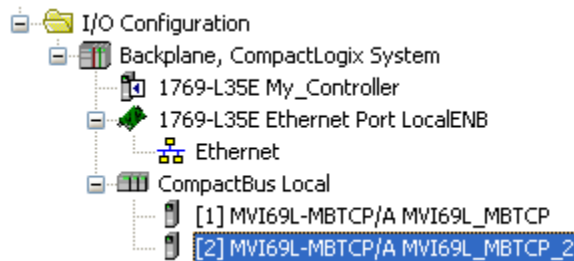 I/O Configuration
Backplane, CompactLogix System
1769-L35E My_Controller
1769-L35E Ethernet Port LocalENB
Ethernet
CompactBus Local
[1] MVI69L-MBTCP/A MVI69L_MBTCP
[2] MVI69L-MBTCP/A MVI69L_MBTCP_2